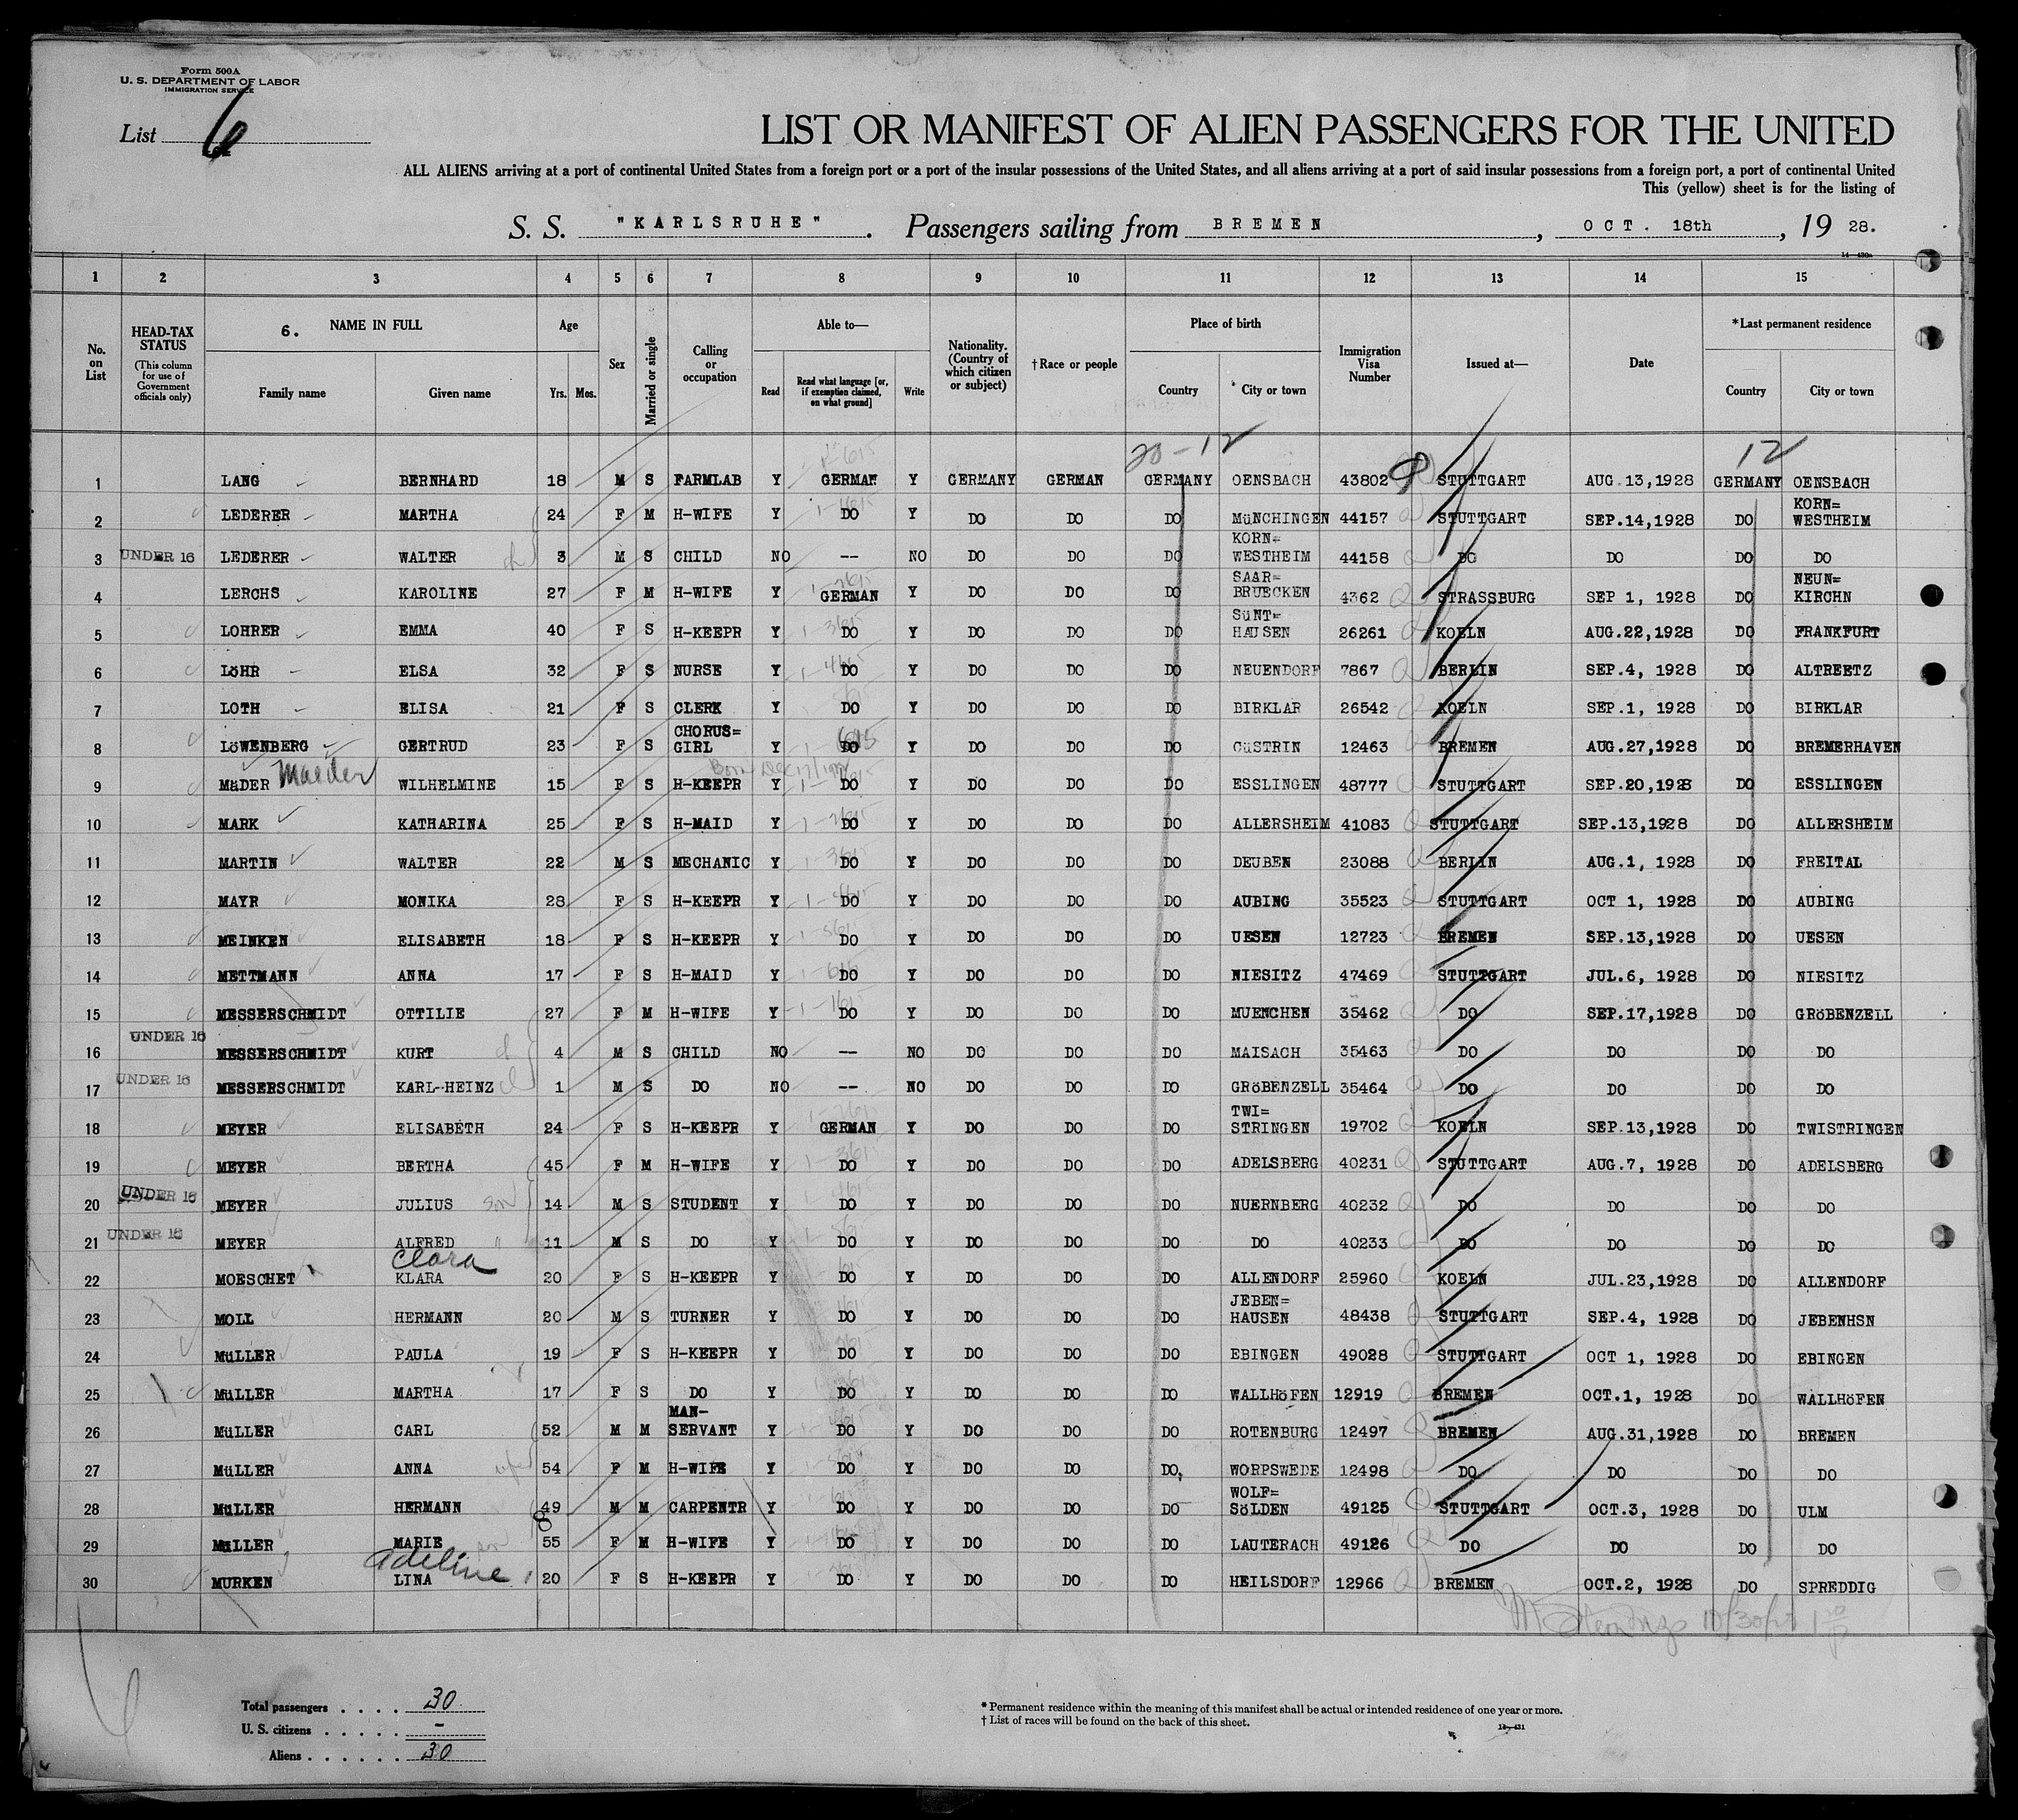 Form 500A
U. S. DEPARTMENT OF LABOR
IMMIGRATION SERVICE
List 6
LIST OR MANIFEST OF ALIEN PASSENGERS FOR THE UNITED
ALL ALIENS arriving at a port of continental United States from a foreign port or a port of the insular possessions of the United States, and all aliens arriving at a port of said insular possessions from a foreign port, a port of continental United
This (yellow) sheet is for the listing of
S. S. "KARLSRUHE". Passengers sailing from BREMEN, OCT. 18th, 19 28.
1 2 3 4 5 6 7 8 9 10 11 12 13 14 15
No. on List
HEAD-TAX STATUS
(This column for use of Government officials only)
6. NAME IN FULL
Family name Given name
Age
Yrs. Mos.
Sex
Married or single
Calling or occupation
Able to—
Read
Read what language [or, if exemption claimed, on what ground]
Write
Nationality. (Country of which citizen or subject)
†Race or people
Place of birth
Country City or town
Immigration Visa Number
Issued at—
Date
*Last permanent residence
Country City or town
20-12 12
1 LANG BERNHARD 18 M S FARMLAB Y GERMAN Y GERMANY GERMAN GERMANY OENSBACH 43802 STUTTGART AUG.13,1928 GERMANY OENSBACH
2 LEDERER MARTHA 24 F M H-WIFE Y DO Y DO DO DO MüNCHINGEN 44157 STUTTGART SEP.14,1928 DO KORN=WESTHEIM
3 UNDER 16 LEDERER WALTER 3 M S CHILD NO -- NO DO DO DO KORN=WESTHEIM 44158 DO DO DO DO
4 LERCHS KAROLINE 27 F M H-WIFE Y GERMAN Y DO DO DO SAAR=BRUECKEN 4362 STRASSBURG SEP 1, 1928 DO NEUN=KIRCHN
5 LOHRER EMMA 40 F S H-KEEPR Y DO Y DO DO DO SüNT=HAUSEN 26261 KOELN AUG.22,1928 DO FRANKFURT
6 LöHR ELSA 32 F S NURSE Y DO Y DO DO DO NEUENDORF 7867 BERLIN SEP.4, 1928 DO ALTREETZ
7 LOTH ELISA 21 F S CLERK Y DO Y DO DO DO BIRKLAR 26542 KOELN SEP.1, 1928 DO BIRKLAR
8 LöWENBERG GERTRUD 23 F S CHORUS=GIRL Y DO Y DO DO DO CüSTRIN 12463 BREMEN AUG.27,1928 DO BREMERHAVEN
9 MäDER Maeder WILHELMINE 15 F S H-KEEPR Y DO Y DO DO DO ESSLINGEN 48777 STUTTGART SEP.20,1928 DO ESSLINGEN
10 MARK KATHARINA 25 F S H-MAID Y DO Y DO DO DO ALLERSHEIM 41083 STUTTGART SEP.13,1928 DO ALLERSHEIM
11 MARTIN WALTER 22 M S MECHANIC Y DO Y DO DO DO DEUBEN 23088 BERLIN AUG.1, 1928 DO FREITAL
12 MAYR MONIKA 28 F S H-KEEPR Y DO Y DO DO DO AUBING 35523 STUTTGART OCT 1, 1928 DO AUBING
13 MEINKEN ELISABETH 18 F S H-KEEPR Y DO Y DO DO DO UESEN 12723 BREMEN SEP.13,1928 DO UESEN
14 METTMANN ANNA 17 F S H-MAID Y DO Y DO DO DO NIESITZ 47469 STUTTGART JUL.6, 1928 DO NIESITZ
15 MESSERSCHMIDT OTTILIE 27 F M H-WIFE Y DO Y DO DO DO MUENCHEN 35462 DO SEP.17,1928 DO GRöBENZELL
16 UNDER 16 MESSERSCHMIDT KURT 4 M S CHILD NO -- NO DO DO DO MAISACH 35463 DO DO DO DO
17 UNDER 16 MESSERSCHMIDT KARL-HEINZ 1 M S DO NO -- NO DO DO DO GRöBENZELL 35464 DO DO DO DO
18 MEYER ELISABETH 24 F S H-KEEPR Y GERMAN Y DO DO DO TWI=STRINGEN 19702 KOELN SEP.13,1928 DO TWISTRINGEN
19 MEYER BERTHA 45 F M H-WIFE Y DO Y DO DO DO ADELSBERG 40231 STUTTGART AUG.7, 1928 DO ADELSBERG
20 UNDER 16 MEYER JULIUS son 14 M S STUDENT Y DO Y DO DO DO NUERNBERG 40232 DO DO DO DO
21 UNDER 16 MEYER ALFRED 11 M S DO Y DO Y DO DO DO DO 40233 DO DO DO DO
22 MOESCHET Clara KLARA 20 F S H-KEEPR Y DO Y DO DO DO ALLENDORF 25960 KOELN JUL.23,1928 DO ALLENDORF
23 MOLL HERMANN 20 M S TURNER Y DO Y DO DO DO JEBEN=HAUSEN 48438 STUTTGART SEP.4, 1928 DO JEBENHSN
24 MüLLER PAULA 19 F S H-KEEPR Y DO Y DO DO DO EBINGEN 49028 STUTTGART OCT 1, 1928 DO EBINGEN
25 MüLLER MARTHA 17 F S DO Y DO Y DO DO DO WALLHöFEN 12919 BREMEN OCT.1, 1928 DO WALLHöFEN
26 MüLLER CARL 52 M M MAN-SERVANT Y DO Y DO DO DO ROTENBURG 12497 BREMEN AUG.31,1928 DO BREMEN
27 MüLLER ANNA wife 54 F M H-WIFE Y DO Y DO DO DO WORPSWEDE 12498 DO DO DO DO
28 MüLLER HERMANN 49 M M CARPENTR Y DO Y DO DO DO WOLF=SöLDEN 49125 STUTTGART OCT.3, 1928 DO ULM
29 MüLLER MARIE 55 F M H-WIFE Y DO Y DO DO DO LAUTERACH 49126 DO DO DO DO
30 MURKEN Adeline LINA 20 F S H-KEEPR Y DO Y DO DO DO HEILSDORF 12966 BREMEN OCT.2, 1928 DO SPREDDIG
Total passengers . . . . 30
U. S. citizens . . . . . -
Aliens . . . . . . 30
* Permanent residence within the meaning of this manifest shall be actual or intended residence of one year or more.
† List of races will be found on the back of this sheet.